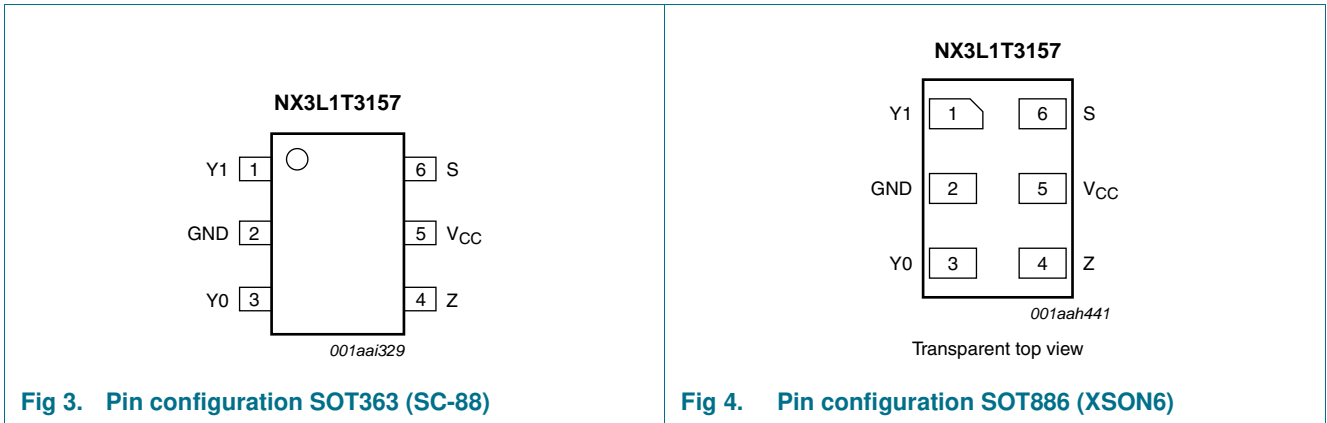 NX3L1T3157
Y1 1 6 S
GND 2 5 VCC
Y0 3 4 Z
001aai329
Fig 3. Pin configuration SOT363 (SC-88)
NX3L1T3157
Y1 1 6 S
GND 2 5 VCC
Y0 3 4 Z
001aah441
Transparent top view
Fig 4. Pin configuration SOT886 (XSON6)